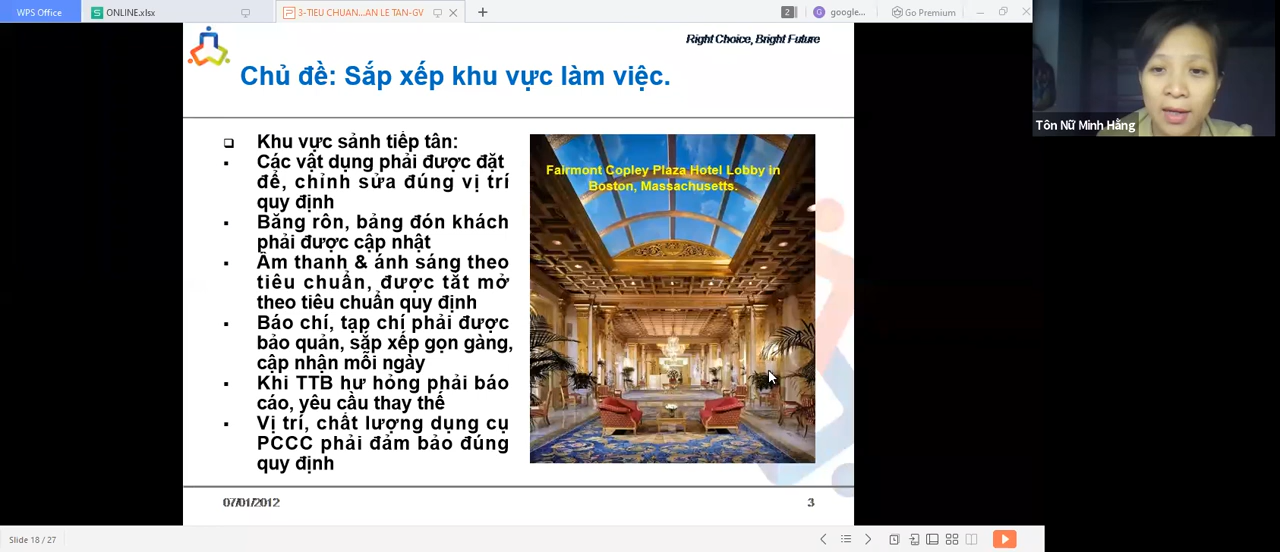 WPS Office
ONLINE.xlsx
3-TIEU CHUAN...AN LE TAN-GV
2
G
google...
Go Premium
Right Choice, Bright Future
Chủ đề: Sắp xếp khu vực làm việc.
Tôn Nữ Minh Hằng
Khu vực sảnh tiếp tân:
Các vật dụng phải được đặt
để, chỉnh sửa đúng vị trí
quy định
Băng rôn, bảng đón khách
phải được cập nhật
Âm thanh & ánh sáng theo
tiêu chuẩn, được tắt mở
theo tiêu chuẩn quy định
Báo chí, tạp chí phải được
bảo quản, sắp xếp gọn gàng,
cập nhận mỗi ngày
Khi TTB hư hỏng phải báo
cáo, yêu cầu thay thế
Vị trí, chất lượng dụng cụ
PCCC phải đảm bảo đúng
quy định
Fairmont Copley Plaza Hotel Lobby in
Boston, Massachusetts.
07/01/2012
3
Slide 18 / 27